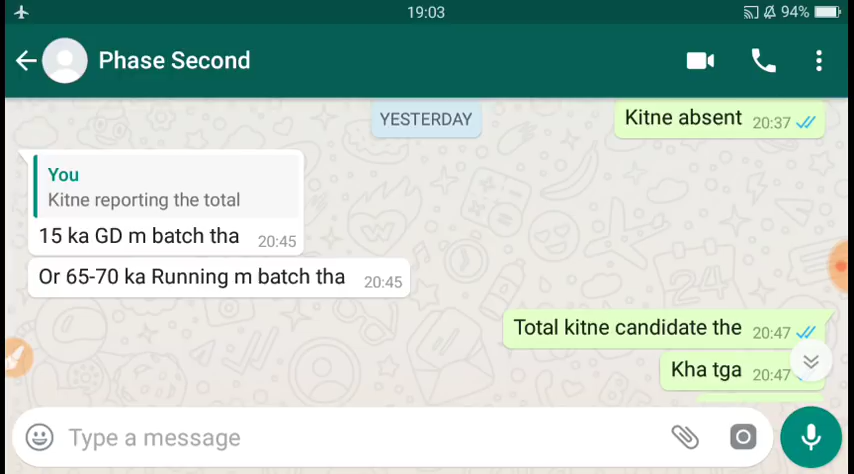 19:03
94%
Phase Second
YESTERDAY
Kitne absent 20:37
You
Kitne reporting the total
15 ka GD m batch tha 20:45
Or 65-70 ka Running m batch tha 20:45
Total kitne candidate the 20:47
Kha tga 20:47
Type a message